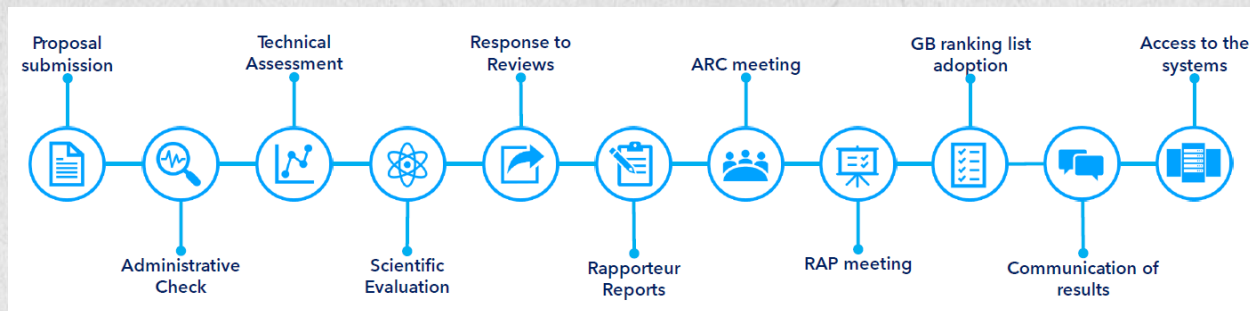 Proposal
submission
Administrative
Check
Technical
Assessment
Scientific
Evaluation
Response to
Reviews
Rapporteur
Reports
ARC meeting
RAP meeting
GB ranking list
adoption
Communication of
results
Access to the
systems